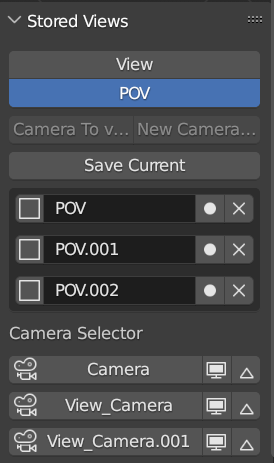 Stored Views
View
POV
Camera To v... New Camera...
Save Current
POV
POV.001
POV.002
Camera Selector
Camera
View_Camera
View_Camera.001